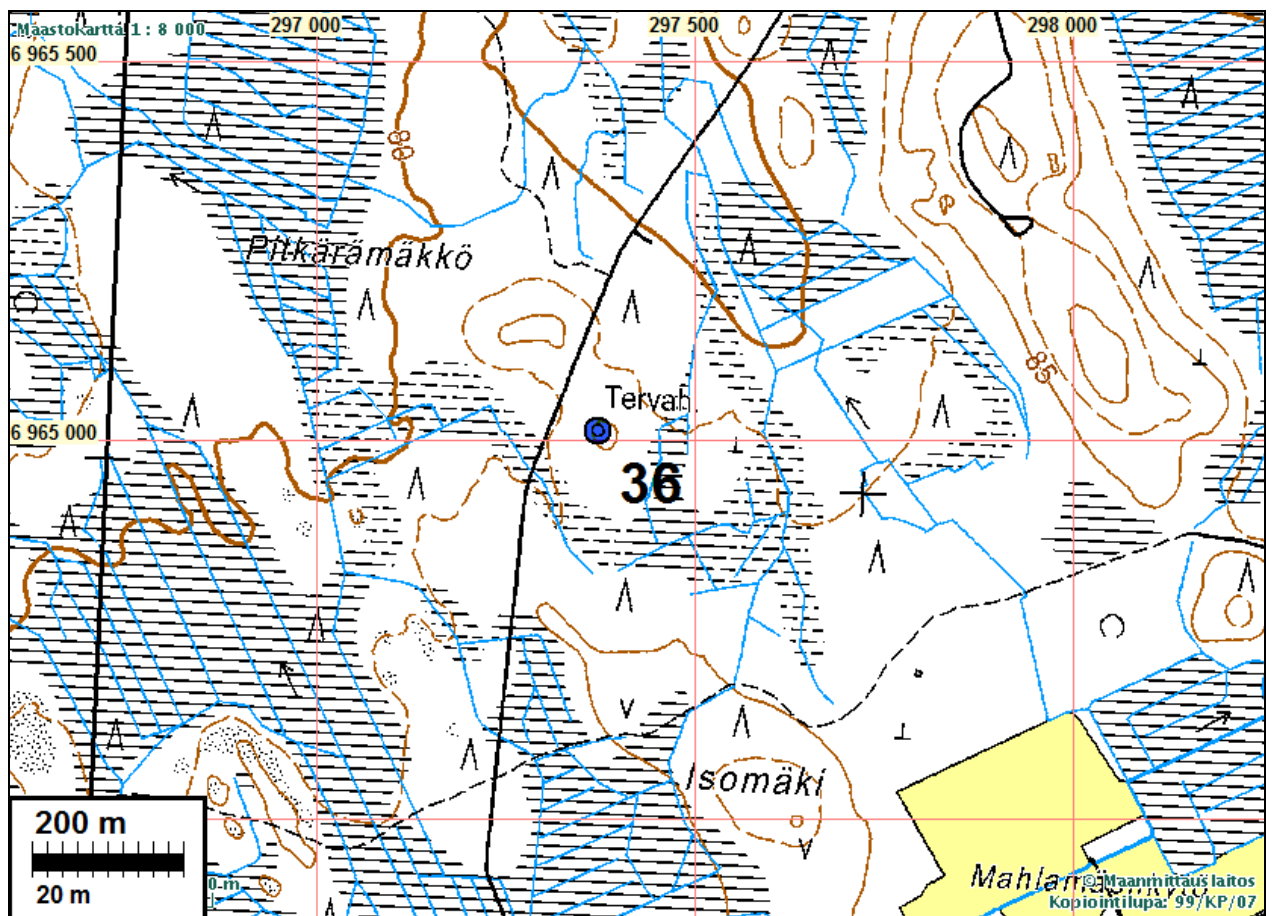 Maastokartta 1 : 8 000
297 000
297 500
298 000
6 965 500
80
Pitkärämäkkö
85
Tervah
6 965 000
36
Isomäki
200 m
20 m
© Maanmittauslaitos
Kopiointilupa: 99/KP/07